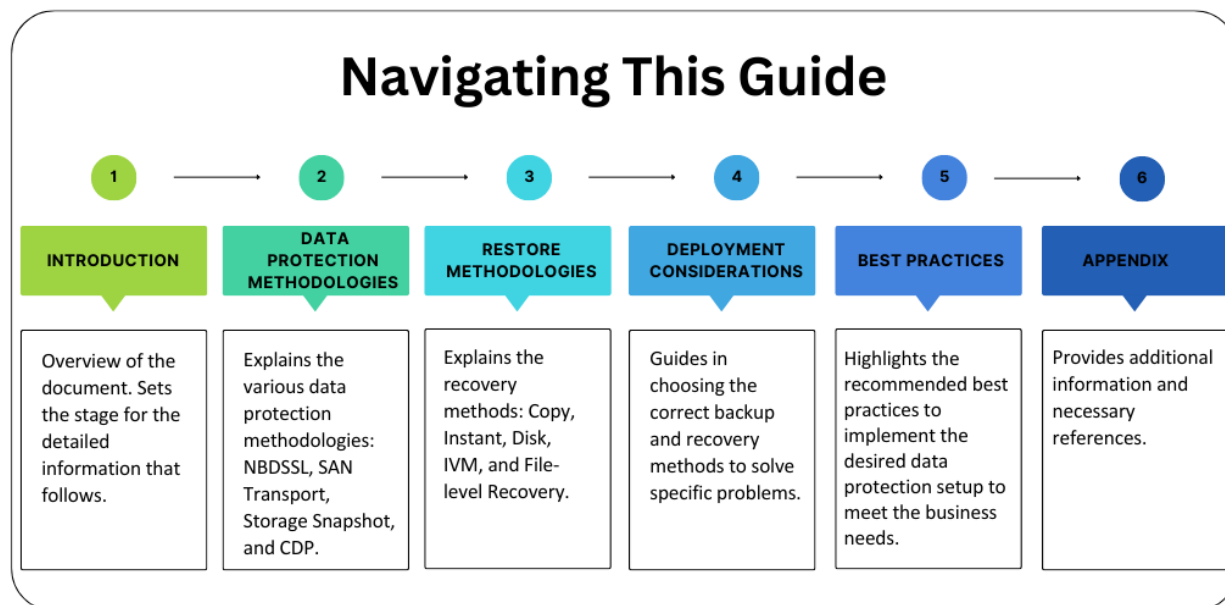 Navigating This Guide
1
2
3
4
5
6
INTRODUCTION
DATA
PROTECTION
METHODOLOGIES
RESTORE
METHODOLOGIES
DEPLOYMENT
CONSIDERATIONS
BEST PRACTICES
APPENDIX
Overview of the
document. Sets
the stage for the
detailed
information that
follows.
Explains the
various data
protection
methodologies:
NBDSSL, SAN
Transport,
Storage Snapshot,
and CDP.
Explains the
recovery
methods: Copy,
Instant, Disk,
IVM, and File-
level Recovery.
Guides in
choosing the
correct backup
and recovery
methods to solve
specific problems.
Highlights the
recommended best
practices to
implement the
desired data
protection setup to
meet the business
needs.
Provides additional
information and
necessary
references.